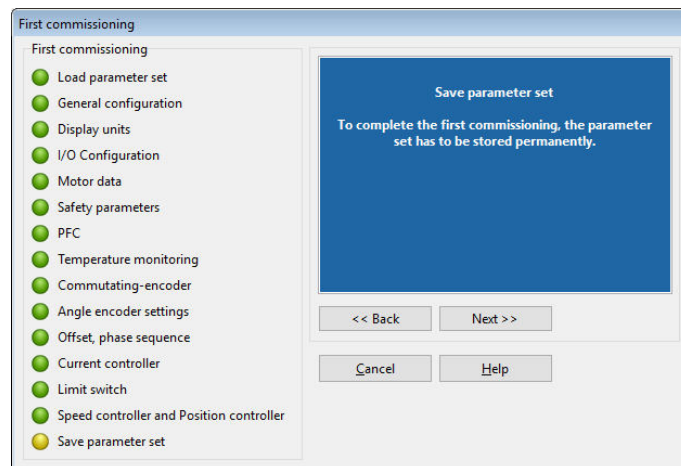 First commissioning
First commissioning
Load parameter set
General configuration
Display units
I/O Configuration
Motor data
Safety parameters
PFC
Temperature monitoring
Commutating-encoder
Angle encoder settings
Offset, phase sequence
Current controller
Limit switch
Speed controller and Position controller
Save parameter set
Save parameter set
To complete the first commissioning, the parameter
set has to be stored permanently.
<< Back
Next >>
Cancel
Help